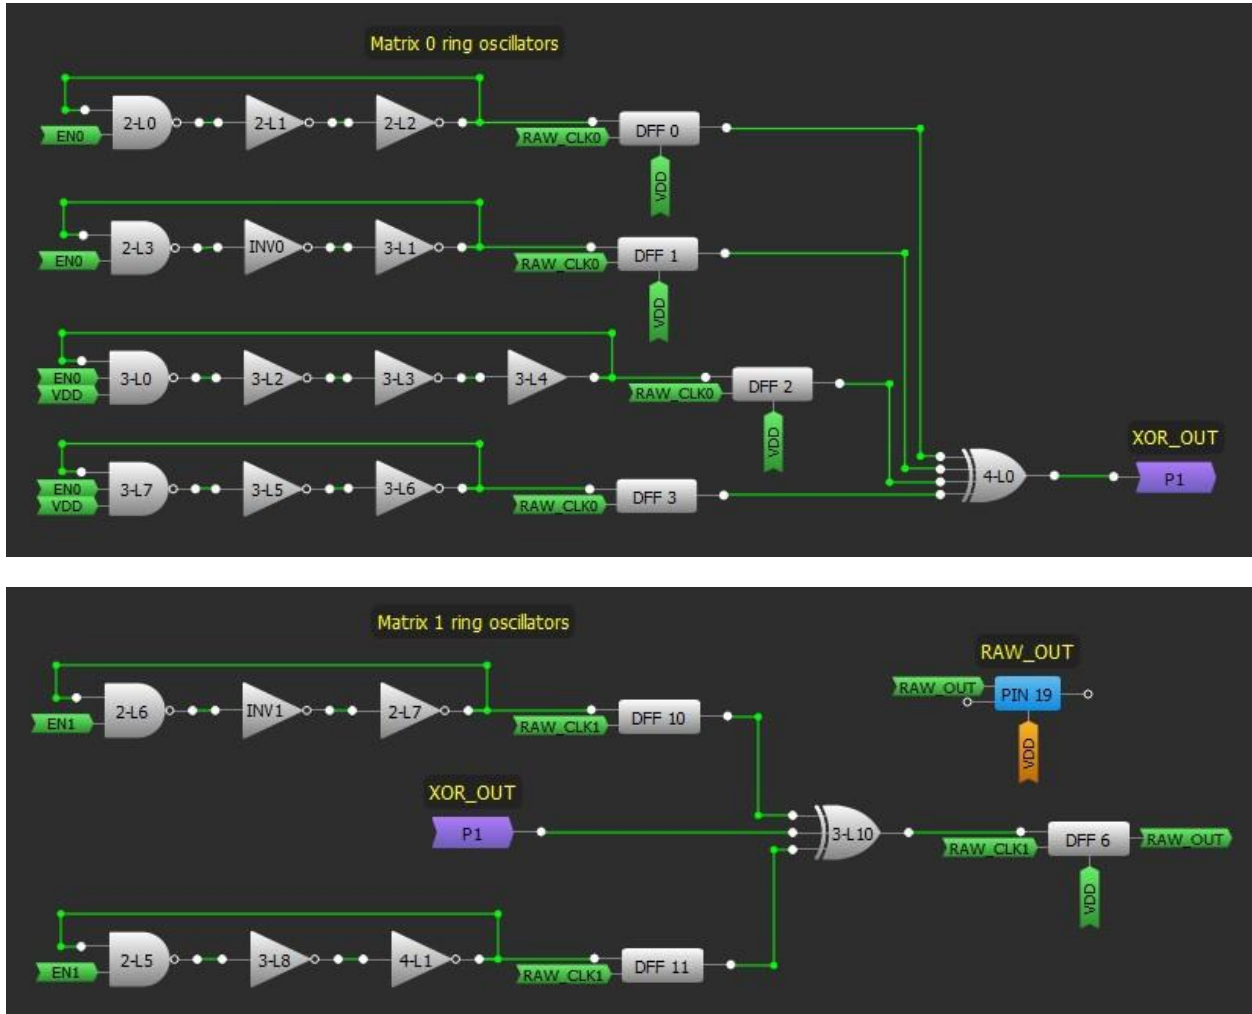 Matrix 0 ring oscillators
2-L0 2-L1 2-L2 DFF 0
EN0 RAW_CLK0
VDD
2-L3 INV0 3-L1 DFF 1
EN0 RAW_CLK0
VDD
3-L0 3-L2 3-L3 3-L4 DFF 2
EN0
VDD RAW_CLK0
VDD
XOR_OUT
4-L0 P1
3-L7 3-L5 3-L6 DFF 3
EN0
VDD RAW_CLK0
Matrix 1 ring oscillators
RAW_OUT
RAW_OUT PIN 19
VDD
2-L6 INV1 2-L7 DFF 10
EN1 RAW_CLK1
XOR_OUT
P1 3-L10 DFF 6 RAW_OUT
RAW_CLK1
VDD
2-L5 3-L8 4-L1 DFF 11
EN1 RAW_CLK1